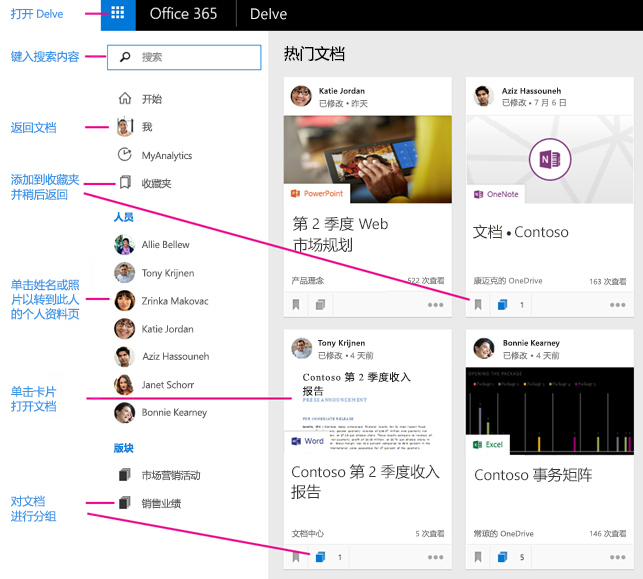 打开 Delve
Office 365
Delve
键入搜索内容
搜索
热门文档
开始
返回文档
我
MyAnalytics
添加到收藏夹
并稍后返回
收藏夹
人员
Allie Bellew
Tony Krijnen
单击姓名或照
片以转到此人
的个人资料页
Zrinka Makovac
Katie Jordan
Aziz Hassouneh
Janet Schorr
Bonnie Kearney
单击卡片
打开文档
版块
市场营销活动
对文档
进行分组
销售业绩
Katie Jordan
已修改 • 昨天
PowerPoint
第 2 季度 Web
市场规划
产品理念
522 次查看
Aziz Hassouneh
已修改 • 7 月 6 日
OneNote
文档 • Contoso
康迈克的 OneDrive
163 次查看
1
Tony Krijnen
已修改 • 4 天前
Contoso 第 2 季度收入
报告
PRESS ANNOUNCEMENT
FOR IMMEDIATE RELEASE
Word
Contoso 第 2 季度收入
报告
文档中心
5 次查看
1
Bonnie Kearney
已修改 • 4 天前
Excel
Contoso 事务矩阵
常颏的 OneDrive
146 次查看
5